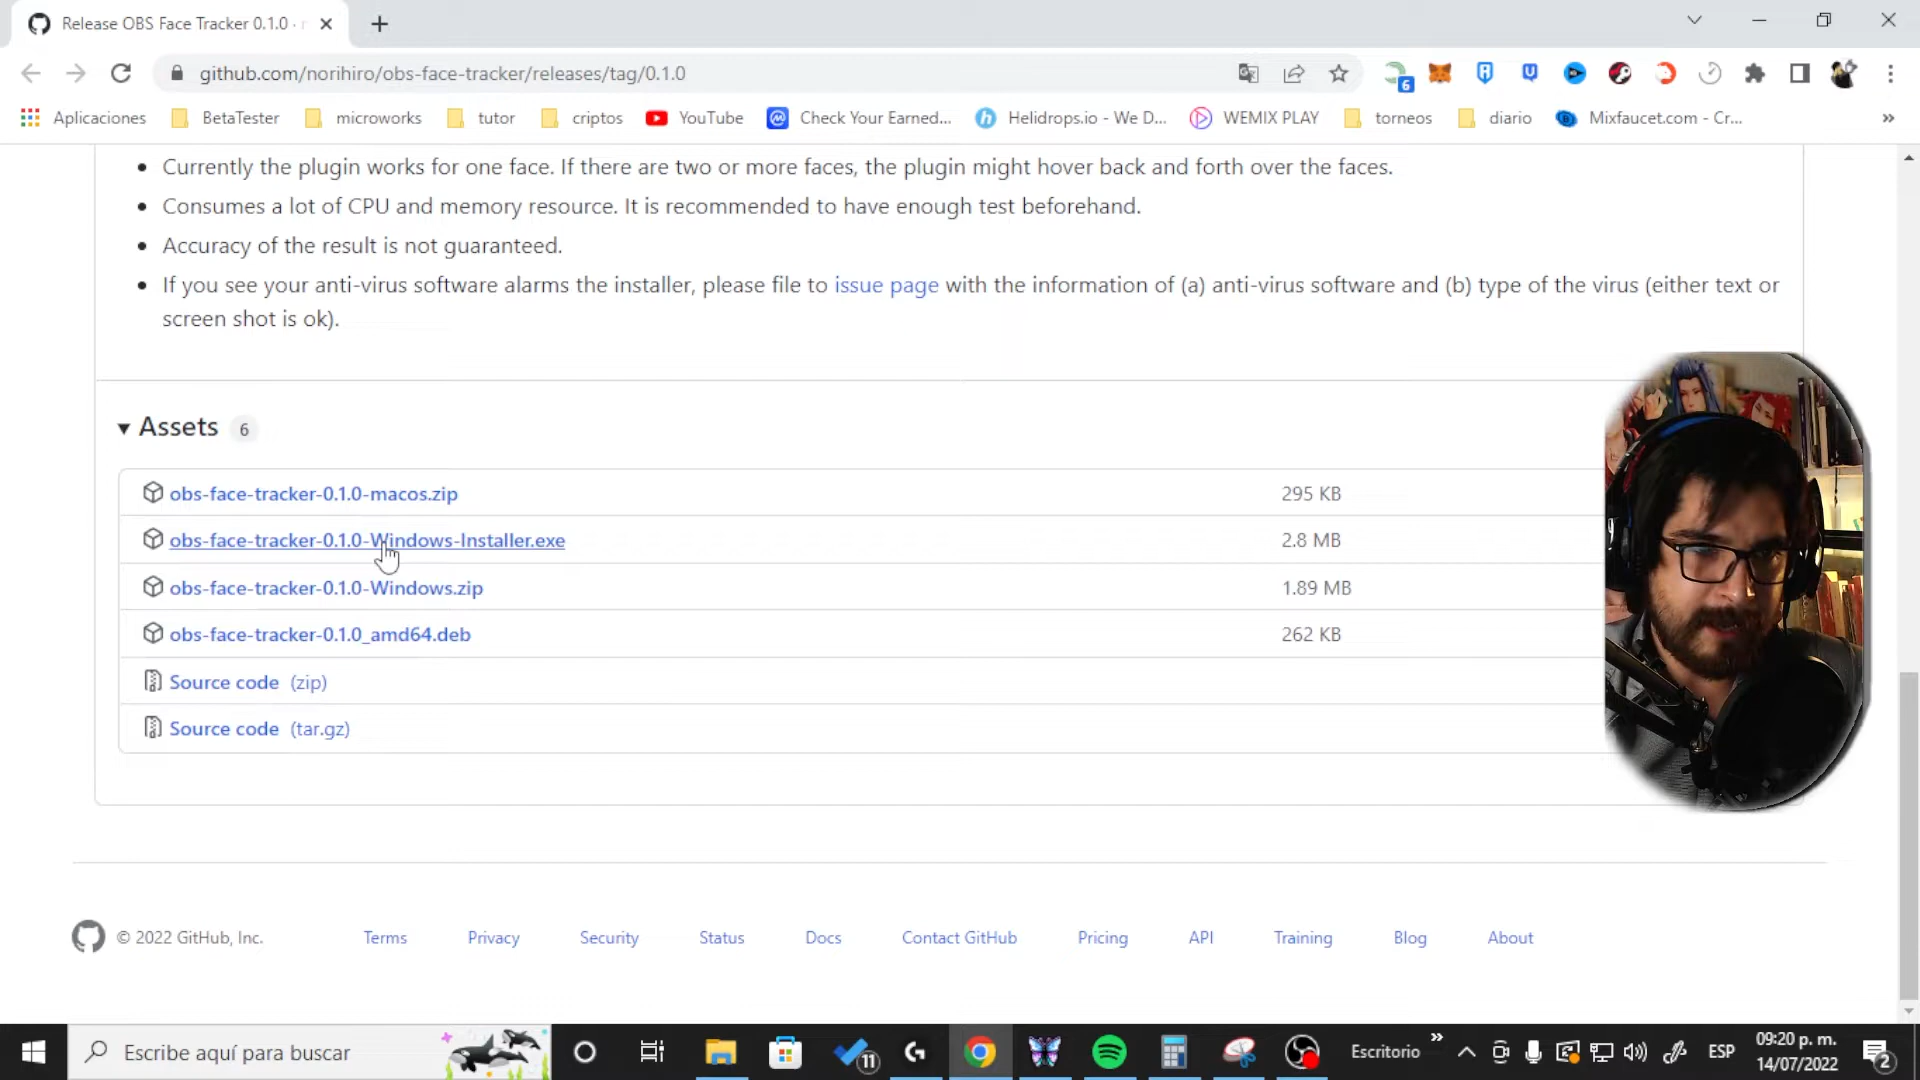 Release OBS Face Tracker 0.1.0 ·
github.com/norihiro/obs-face-tracker/releases/tag/0.1.0
6
Aplicaciones
BetaTester
microworks
tutor
criptos
YouTube
Check Your Earned...
Helidrops.io - We D...
WEMIX PLAY
torneos
diario
Mixfaucet.com - Cr...
»
Currently the plugin works for one face. If there are two or more faces, the plugin might hover back and forth over the faces.
Consumes a lot of CPU and memory resource. It is recommended to have enough test beforehand.
Accuracy of the result is not guaranteed.
If you see your anti-virus software alarms the installer, please file to issue page with the information of (a) anti-virus software and (b) type of the virus (either text or
screen shot is ok).
Assets 6
obs-face-tracker-0.1.0-macos.zip 295 KB
obs-face-tracker-0.1.0-Windows-Installer.exe 2.8 MB
obs-face-tracker-0.1.0-Windows.zip 1.89 MB
obs-face-tracker-0.1.0_amd64.deb 262 KB
Source code (zip)
Source code (tar.gz)
© 2022 GitHub, Inc.
Terms
Privacy
Security
Status
Docs
Contact GitHub
Pricing
API
Training
Blog
About
Escribe aquí para buscar
11
Escritorio
»
ESP
09:20 p. m.
14/07/2022
2